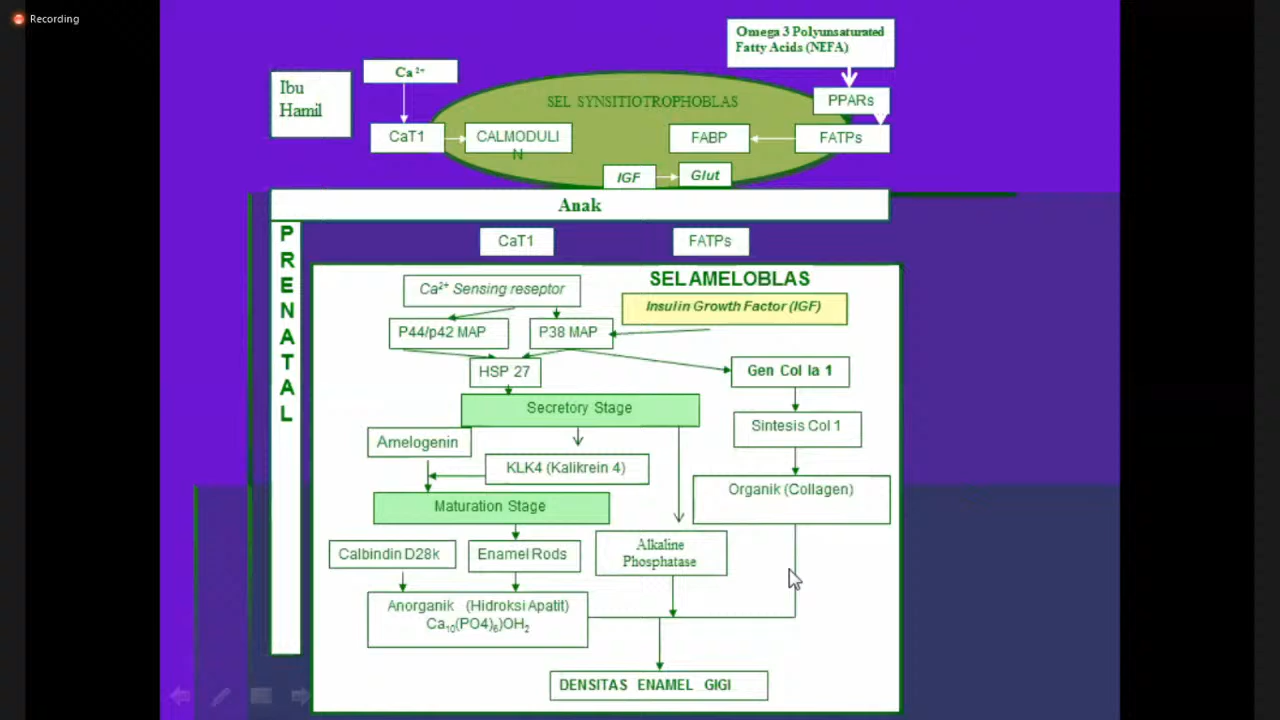 Recording
Omega 3 Polyunsaturated
Fatty Acids (NEFA)
Ibu
Hamil
Ca 2+
SEL SYNSITIOTROPHOBLAS
PPARs
CaT1
CALMODULI
N
FABP
FATPs
IGF
Glut
Anak
P
R
E
N
A
T
A
L
CaT1
FATPs
SELAMELOBLAS
Ca2+ Sensing reseptor
Insulin Growth Factor (IGF)
P44/p42 MAP
P38 MAP
HSP 27
Gen Col Ia 1
Secretory Stage
Sintesis Col 1
Amelogenin
KLK4 (Kalikrein 4)
Organik (Collagen)
Maturation Stage
Calbindin D28k
Enamel Rods
Alkaline
Phosphatase
Anorganik (Hidroksi Apatit)
Ca10(PO4)6)OH2
DENSITAS ENAMEL GIGI